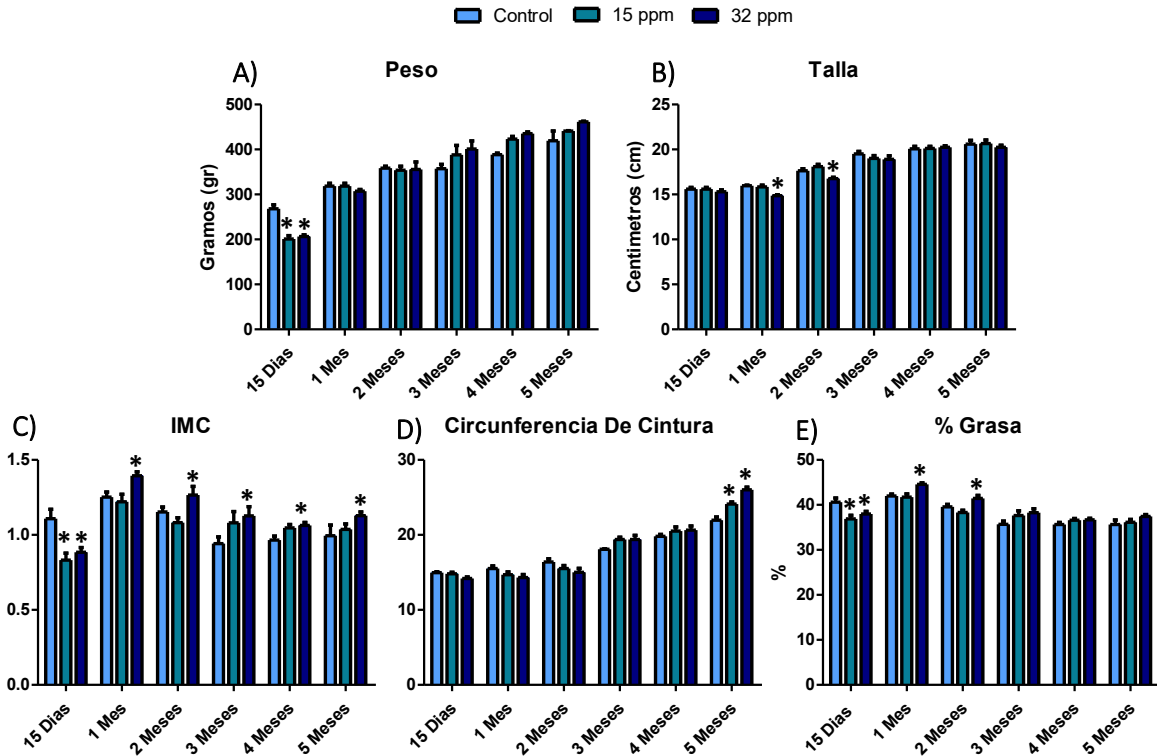 Control 15 ppm 32 ppm
A) Peso
Gramos (gr)
500
400
300
200
100
0
* *
15 Dias 1 Mes 2 Meses 3 Meses 4 Meses 5 Meses
B) Talla
Centimetros (cm)
25
20
15
10
5
0
* *
15 Dias 1 Mes 2 Meses 3 Meses 4 Meses 5 Meses
C) IMC
1.5
1.0
0.5
0.0
* * * * * * *
15 Dias 1 Mes 2 Meses 3 Meses 4 Meses 5 Meses
D) Circunferencia De Cintura
30
20
10
0
* *
15 Dias 1 Mes 2 Meses 3 Meses 4 Meses 5 Meses
E) % Grasa
%
50
40
30
20
10
0
* * * *
15 Dias 1 Mes 2 Meses 3 Meses 4 Meses 5 Meses